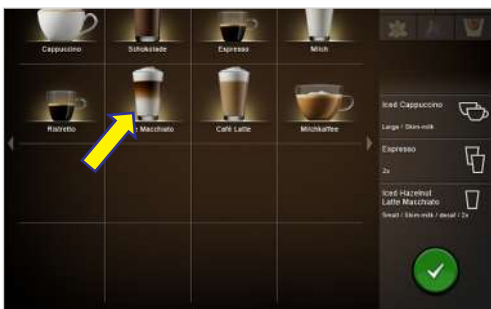 Cappuccino
Schokolade
Espresso
Milch
Ristretto
Macchiato
Café Latte
Milchkaffee
Iced Cappuccino
Large / Skim-milk
Espresso
2x
Iced Hazelnut
Latte Macchiato
Small / Skim-milk / decaf / 2x